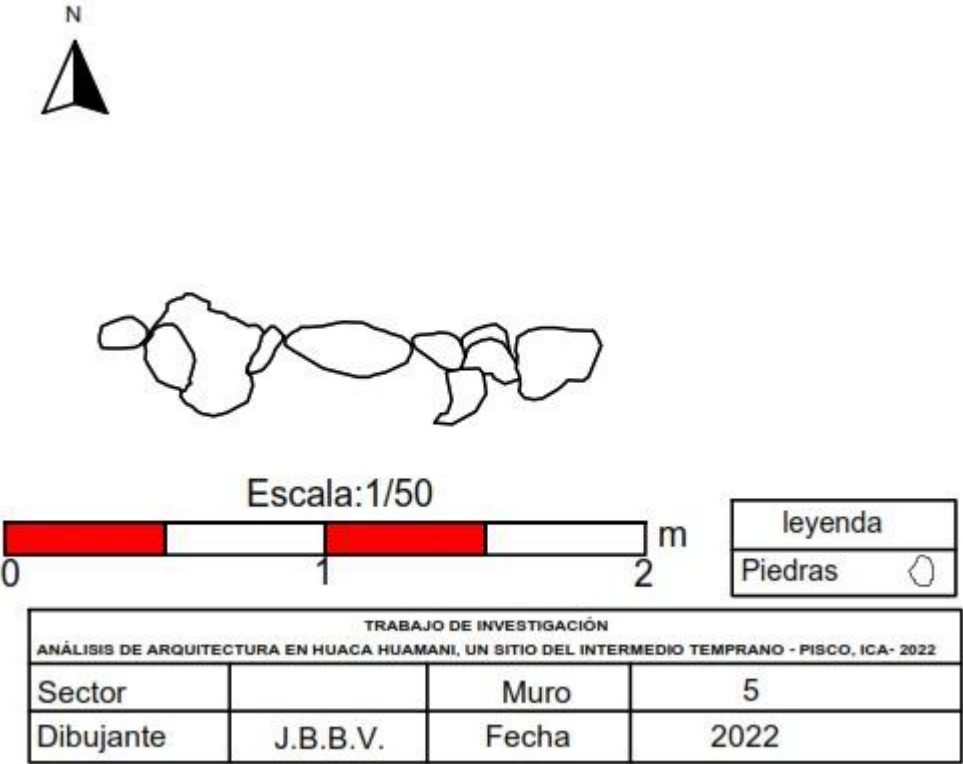 N
Escala:1/50
m
0 1 2
leyenda
Piedras
TRABAJO DE INVESTIGACIÓN
ANÁLISIS DE ARQUITECTURA EN HUACA HUAMANI, UN SITIO DEL INTERMEDIO TEMPRANO - PISCO, ICA- 2022
Sector Muro 5
Dibujante J.B.B.V. Fecha 2022